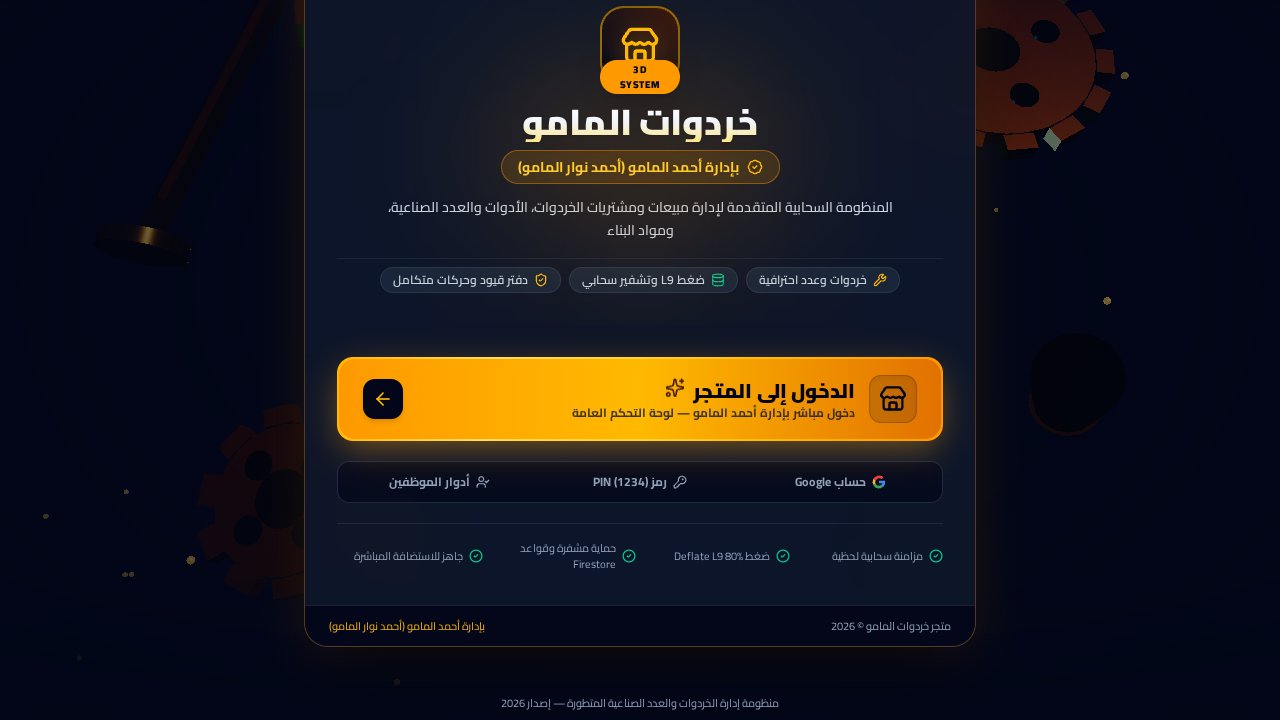 3D
SYSTEM
خردوات المامو
بإدارة أحمد المامو (أحمد نوار المامو)
المنظومة السحابية المتقدمة لإدارة مبيعات ومشتريات الخردوات، الأدوات والعدد الصناعية،
ومواد البناء
خردوات وعدد احترافية
ضغط L9 وتشفير سحابي
دفتر قيود وحركات متكامل
الدخول إلى المتجر
دخول مباشر بإدارة أحمد المامو — لوحة التحكم العامة
حساب Google
رمز PIN (1234)
أدوار الموظفين
مزامنة سحابية لحظية
ضغط Deflate L9 80%
حماية مشفرة وقواعد
Firestore
جاهز للاستضافة المباشرة
متجر خردوات المامو © 2026
بإدارة أحمد المامو (أحمد نوار المامو)
منظومة إدارة الخردوات والعدد الصناعية المتطورة — إصدار 2026